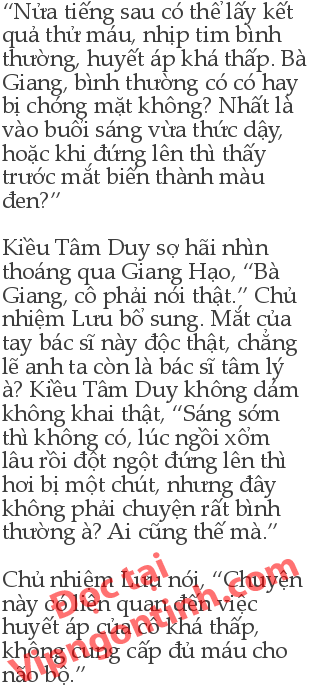 “Nửa tiếng sau có thể lấy kết
quả thử máu, nhịp tim bình
thường, huyết áp khá thấp. Bà
Giang, bình thường có có hay
bị chóng mặt không? Nhất là
vào buổi sáng vừa thức dậy,
hoặc khi đứng lên thì thấy
trước mắt biến thành màu
đen?”
Kiều Tâm Duy sợ hãi nhìn
thoáng qua Giang Hạo, “Bà
Giang, cô phải nói thật.” Chủ
nhiệm Lưu bổ sung. Mắt của
tay bác sĩ này độc thật, chẳng
lẽ anh ta còn là bác sĩ tâm lý
à? Kiều Tâm Duy không dám
không khai thật, “Sáng sớm
thì không có, lúc ngồi xổm
lâu rồi đột ngột đứng lên thì
hơi bị một chút, nhưng đây
không phải chuyện rất bình
thường à? Ai cũng thế mà.”
Chủ nhiệm Lưu nói, “Chuyện
này có liên quan đến việc
huyết áp của cô khá thấp,
không cung cấp đủ máu cho
não bộ.”
Đọc tại
Vipngontinh.com